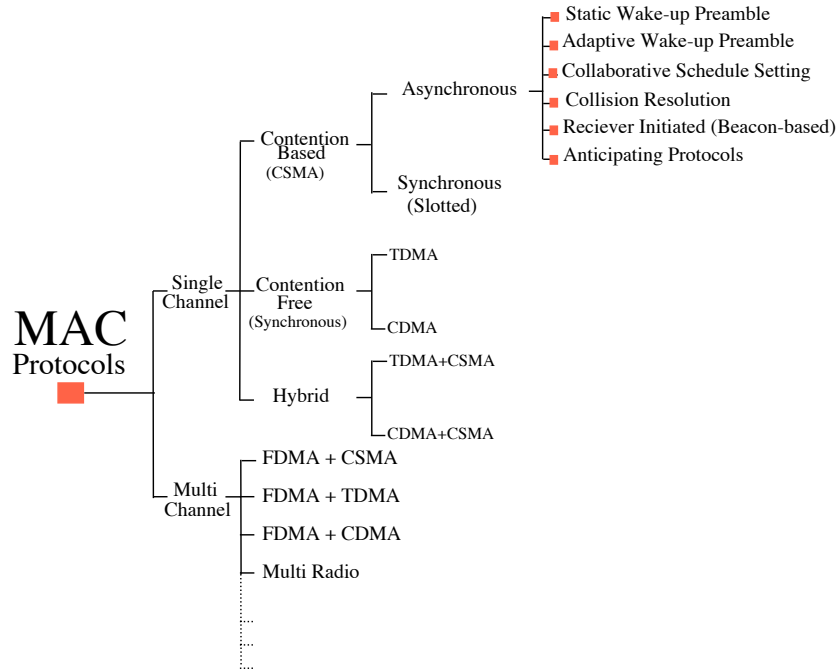 MAC
Protocols
Single
Channel
Contention
Based
(CSMA)
Asynchronous
Static Wake-up Preamble
Adaptive Wake-up Preamble
Collaborative Schedule Setting
Collision Resolution
Reciever Initiated (Beacon-based)
Anticipating Protocols
Synchronous
(Slotted)
Contention
Free
(Synchronous)
TDMA
CDMA
Hybrid
TDMA+CSMA
CDMA+CSMA
Multi
Channel
FDMA + CSMA
FDMA + TDMA
FDMA + CDMA
Multi Radio